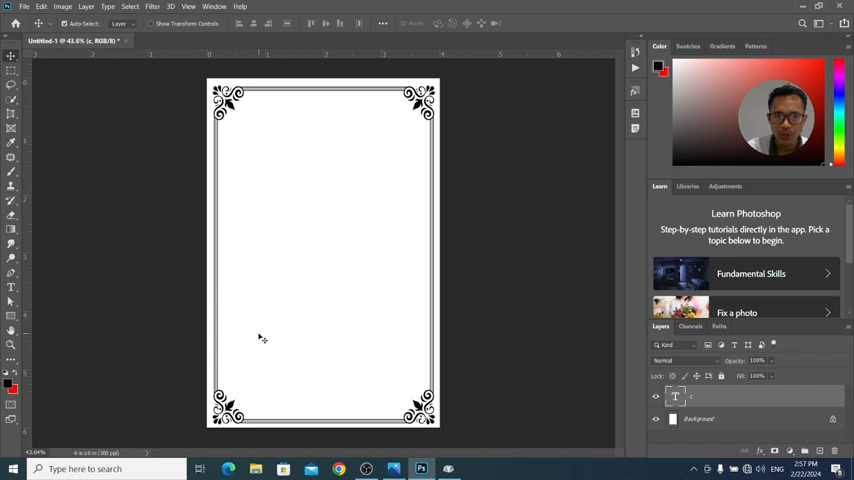 File Edit Image Layer Type Select Filter 3D View Plug-ins Window Help
Auto-Select: Layer Show Transform Controls 3D Mode:
Untitled-1 @ 43.6% (c, RGB/8) *
Color Swatches Gradients Patterns
Learn Libraries Adjustments
Learn Photoshop
Step-by-step tutorials directly in the app. Pick a
topic below to begin.
Fundamental Skills
Fix a photo
Layers Channels Paths
Kind
Normal Opacity: 100%
Lock: Fill: 100%
c
Background
43.64% 4 in x 6 in (300 ppi)
Type here to search
ENG
2:57 PM
2/22/2024